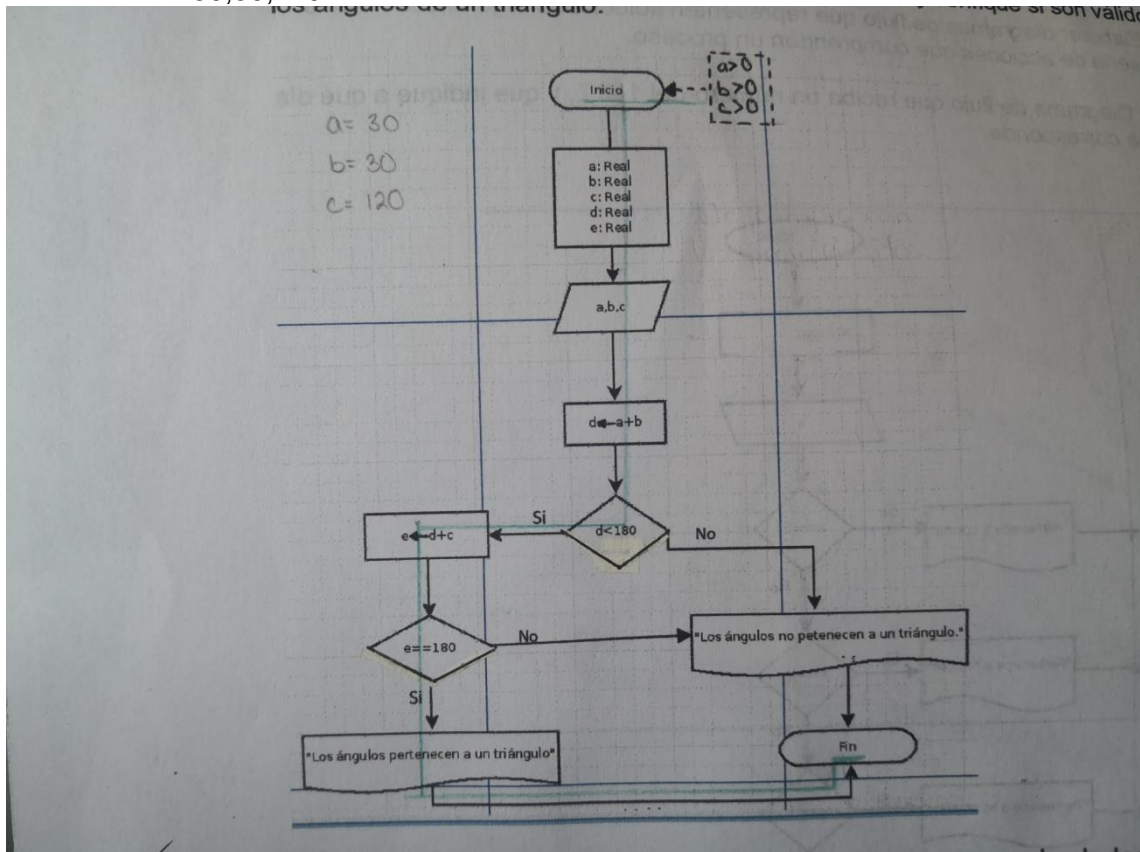 los ángulos de un triángulo.
si son válido
a>0
b>0
c>0
Inicio
a= 30
b= 30
c= 120
a: Real
b: Real
c: Real
d: Real
e: Real
a,b,c
d←a+b
d<180
Si
No
e←d+c
e==180
No
Si
"Los ángulos no petenecen a un triángulo."
"Los ángulos pertenecen a un triángulo"
Fin